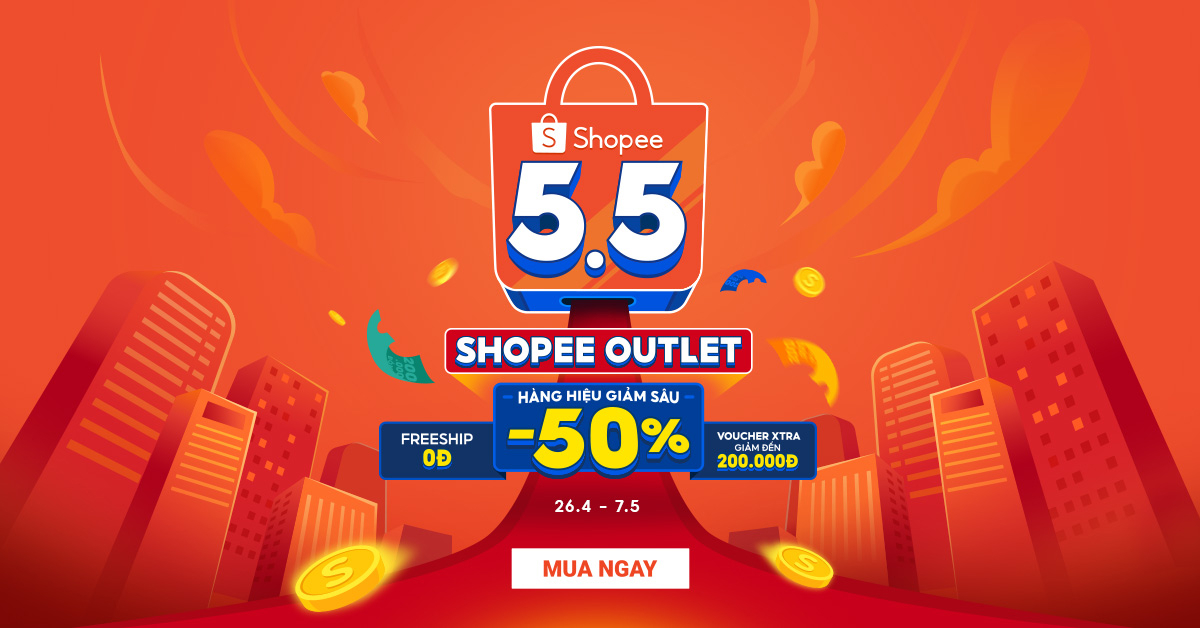 Shopee
5.5
SHOPEE OUTLET
HÀNG HIỆU GIẢM SÂU
-50%
FREESHIP
0Đ
VOUCHER XTRA
GIẢM ĐẾN
200.000Đ
26.4 - 7.5
MUA NGAY